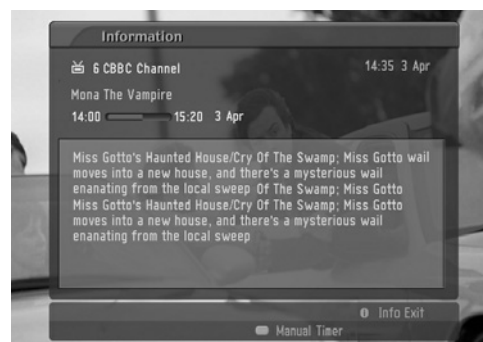 Information
6 CBBC Channel 14:35 3 Apr
Mona The Vampire
14:00 15:20 3 Apr
Miss Gotto's Haunted House/Cry Of The Swamp; Miss Gotto wail
moves into a new house, and there's a mysterious wail
enanating from the local sweep Of The Swamp; Miss Gotto
Miss Gotto's Haunted House/Cry Of The Swamp; Miss Gotto
moves into a new house, and there's a mysterious wail
enanating from the local sweep
Info Exit
Manual Timer